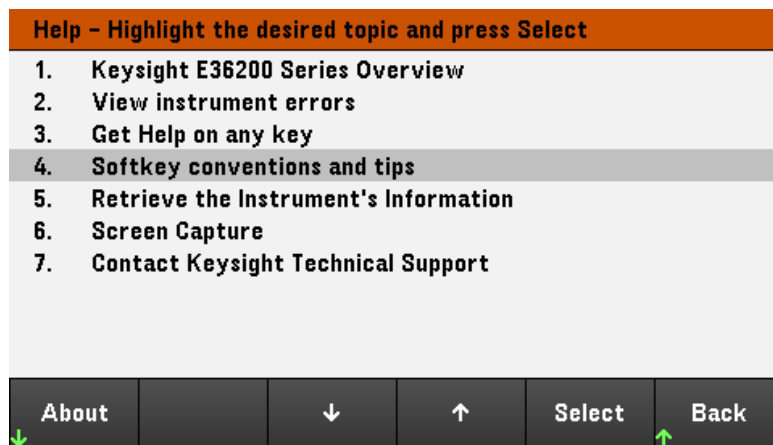 Help - Highlight the desired topic and press Select
1. Keysight E36200 Series Overview
2. View instrument errors
3. Get Help on any key
4. Softkey conventions and tips
5. Retrieve the Instrument's Information
6. Screen Capture
7. Contact Keysight Technical Support
About ↓ ↑ Select Back